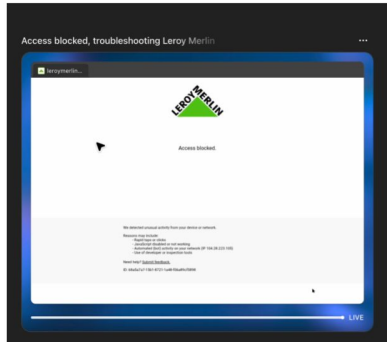 Access blocked, troubleshooting Leroy Merlin
leroymerlin...
LEROY MERLIN
Access blocked
We detected unusual activity from your device or network.
Reasons may include:
- Rapid taps or clicks
- JavaScript disabled or not working
- Automated (bot) activity on your network
- Use of developer or inspection tools
Need help? Submit feedback.
LIVE